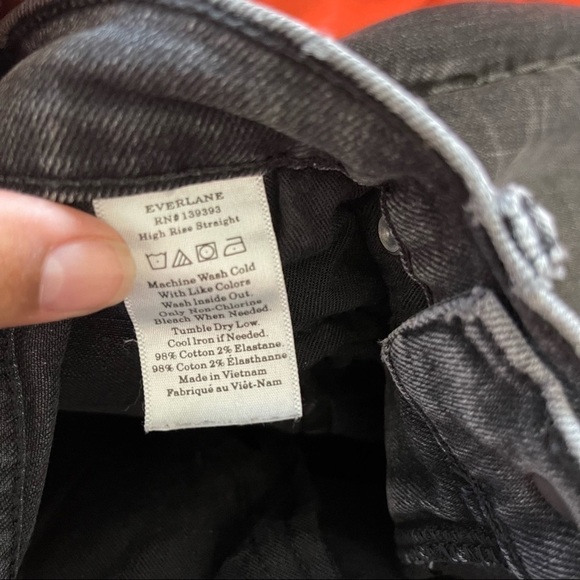 EVERLANE
RN# 139393
High Rise Straight
Machine Wash Cold
With Like Colors
Wash Inside Out.
Only Non-Chlorine
Bleach When Needed.
Tumble Dry Low.
Cool Iron if Needed.
98% Cotton 2% Elastane.
98% Coton 2% Elasthanne
Made in Vietnam
Fabriqué au Viêt-Nam